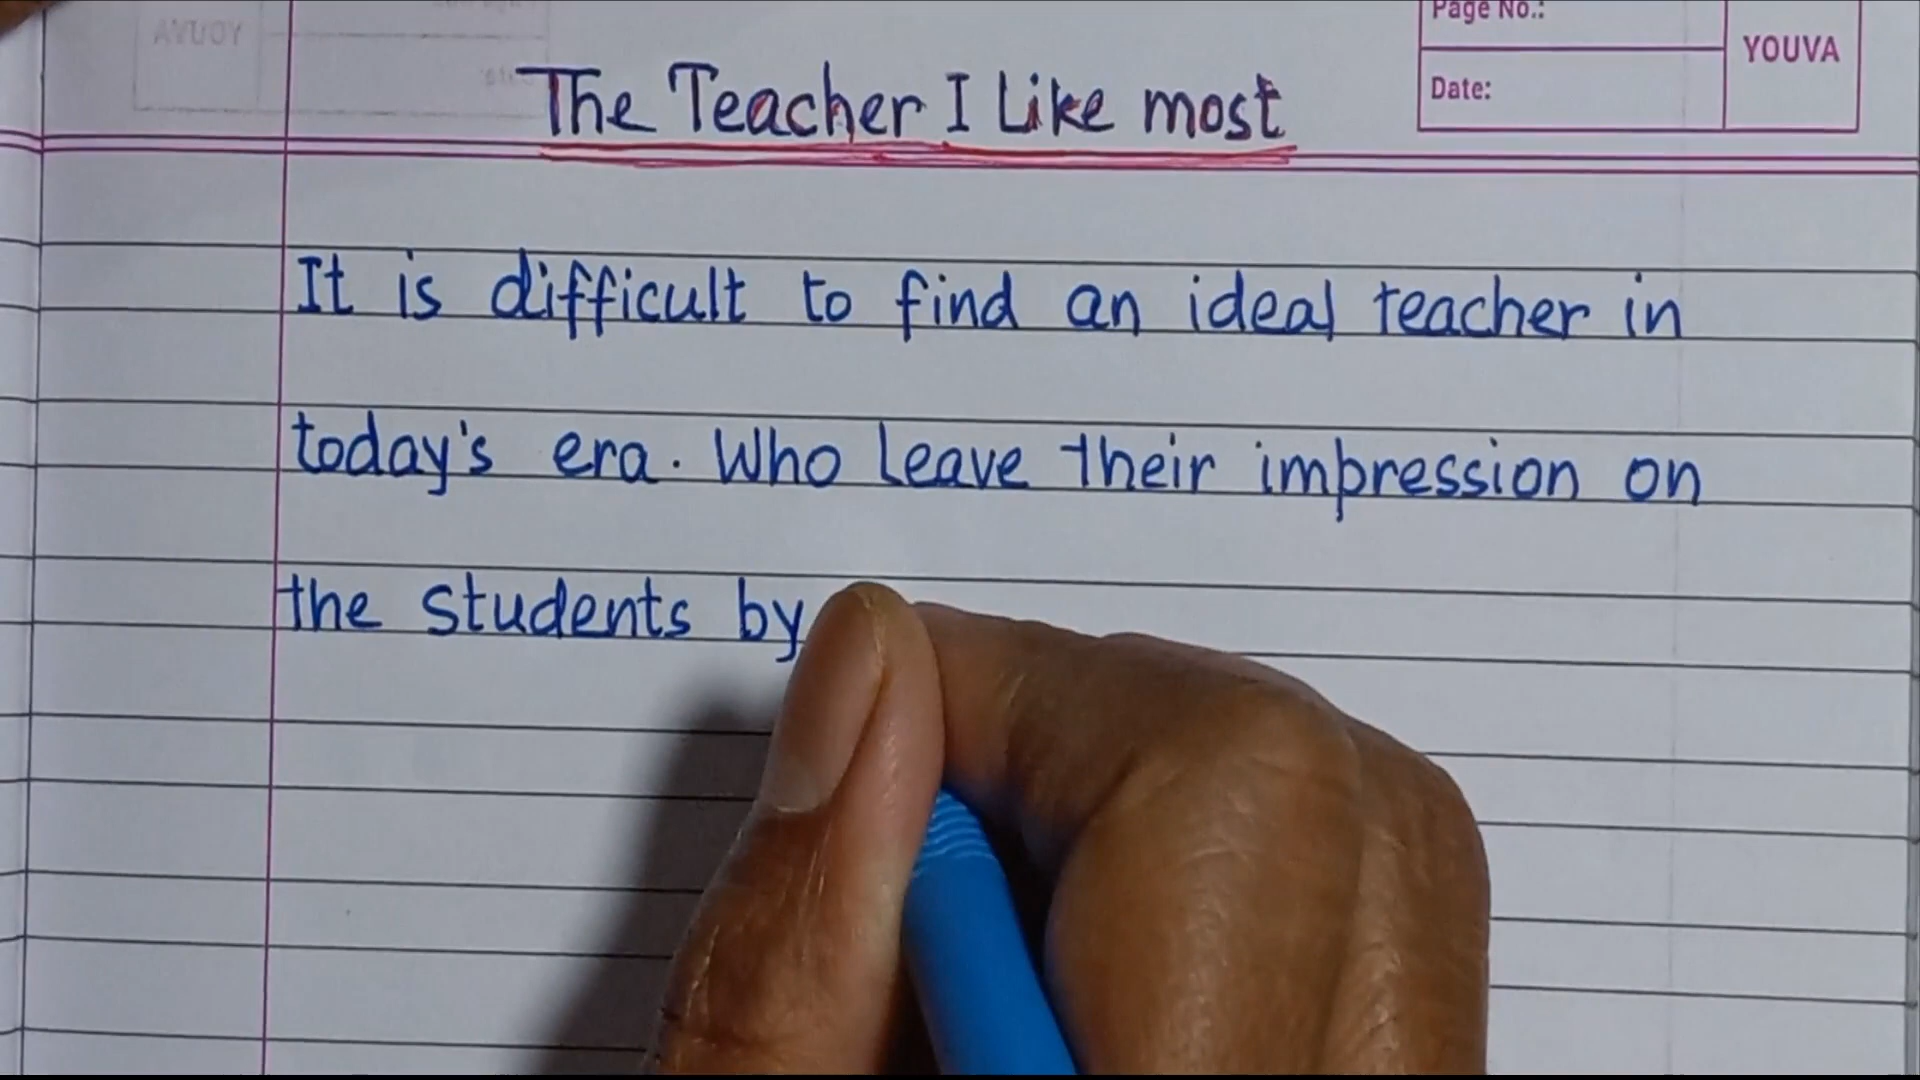 Page No.:
YOUVA
Date:
The Teacher I Like most
It is difficult to find an ideal teacher in
today's era. Who leave their impression on
the students by